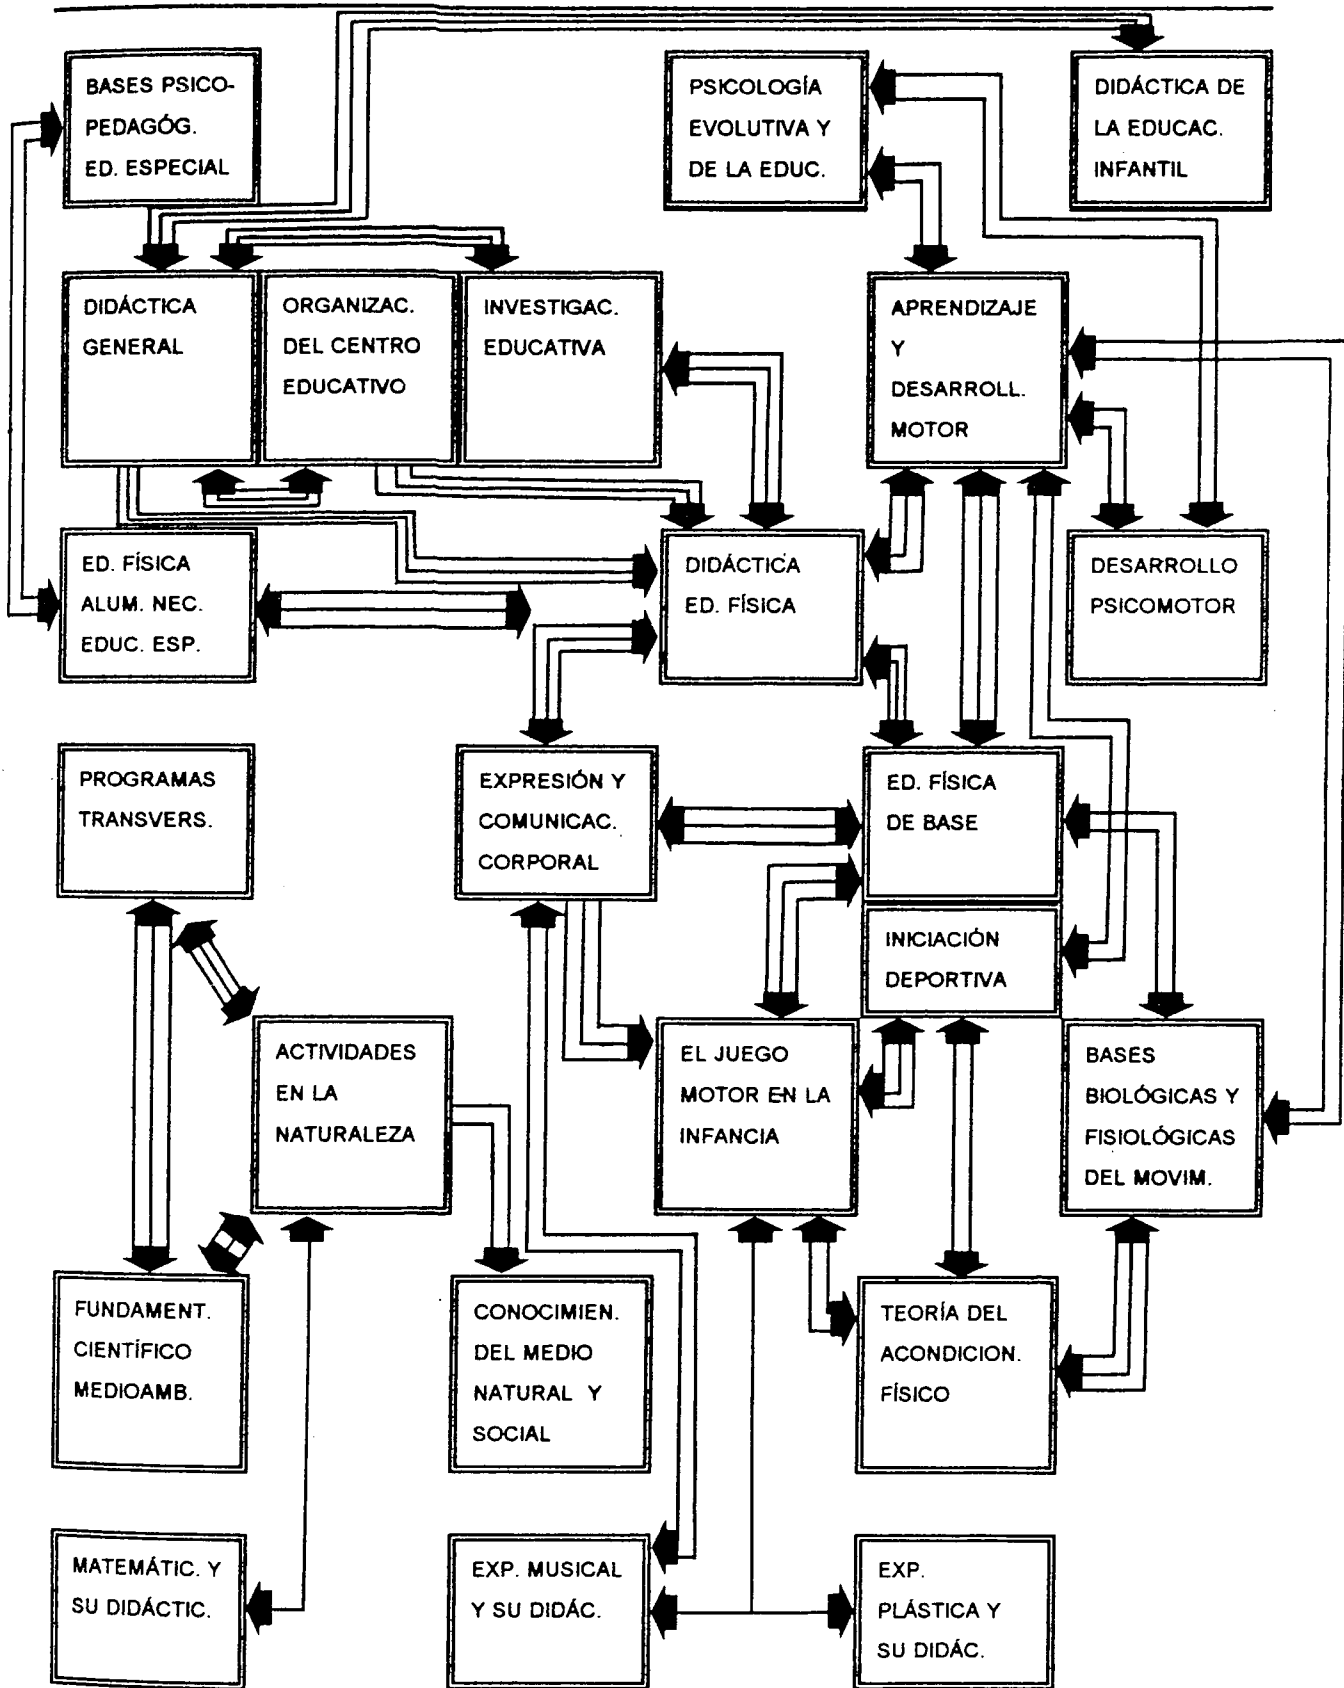 BASES PSICO-
PEDAGÓG.
ED. ESPECIAL
PSICOLOGÍA
EVOLUTIVA Y
DE LA EDUC.
DIDÁCTICA DE
LA EDUCAC.
INFANTIL
DIDÁCTICA
GENERAL
ORGANIZAC.
DEL CENTRO
EDUCATIVO
INVESTIGAC.
EDUCATIVA
APRENDIZAJE
Y
DESARROLL.
MOTOR
ED. FÍSICA
ALUM. NEC.
EDUC. ESP.
DIDÁCTICA
ED. FÍSICA
DESARROLLO
PSICOMOTOR
PROGRAMAS
TRANSVERS.
EXPRESIÓN Y
COMUNICAC.
CORPORAL
ED. FÍSICA
DE BASE
INICIACIÓN
DEPORTIVA
ACTIVIDADES
EN LA
NATURALEZA
EL JUEGO
MOTOR EN LA
INFANCIA
BASES
BIOLÓGICAS Y
FISIOLÓGICAS
DEL MOVIM.
FUNDAMENT.
CIENTÍFICO
MEDIOAMB.
CONOCIMIEN.
DEL MEDIO
NATURAL Y
SOCIAL
TEORÍA DEL
ACONDICION.
FÍSICO
MATEMÁTIC. Y
SU DIDÁCTIC.
EXP. MUSICAL
Y SU DIDÁC.
EXP.
PLÁSTICA Y
SU DIDÁC.